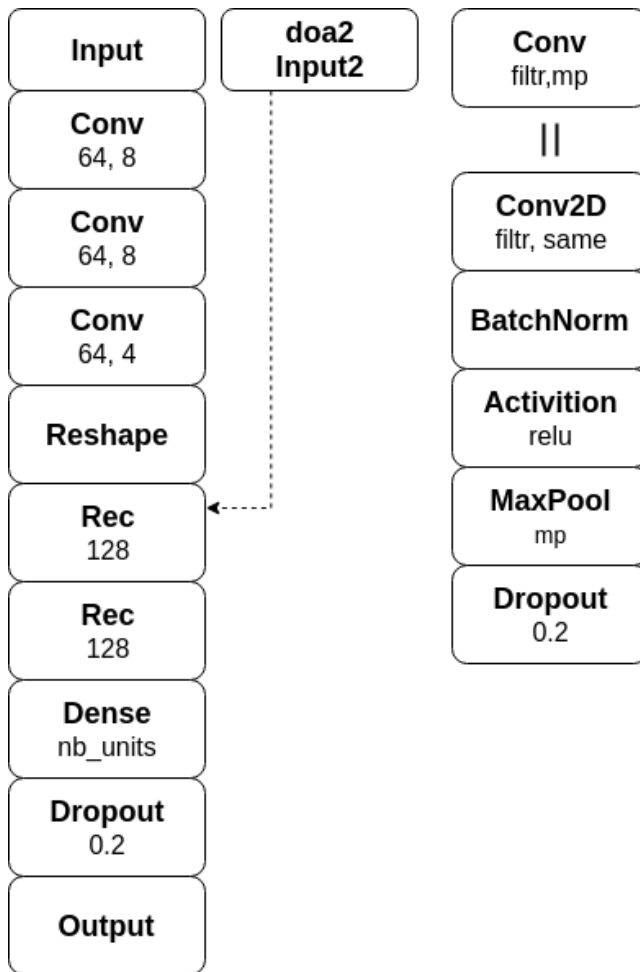 Input
Conv
64, 8
Conv
64, 8
Conv
64, 4
Reshape
Rec
128
Rec
128
Dense
nb_units
Dropout
0.2
Output
doa2
Input2
Conv
filtr,mp
||
Conv2D
filtr, same
BatchNorm
Activition
relu
MaxPool
mp
Dropout
0.2